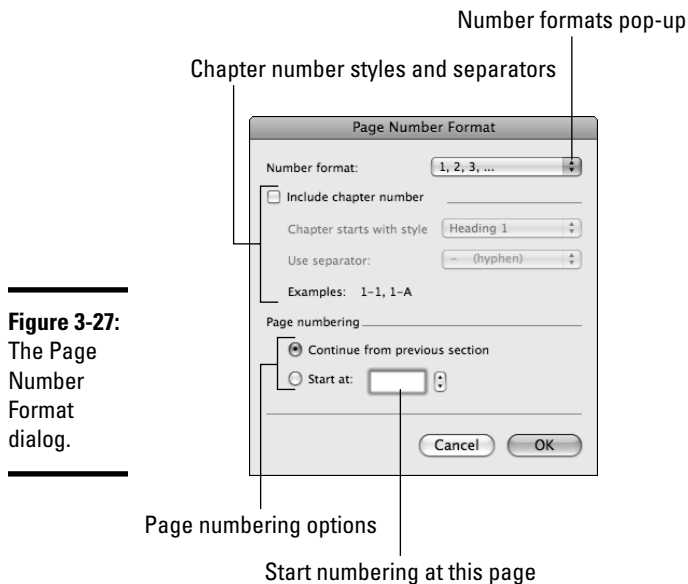 Number formats pop-up
Chapter number styles and separators
Page Number Format
Number format: 1, 2, 3, ...
Include chapter number
Chapter starts with style Heading 1
Use separator: - (hyphen)
Examples: 1-1, 1-A
Page numbering
Continue from previous section
Start at:
Cancel OK
Figure 3-27:
The Page
Number
Format
dialog.
Page numbering options
Start numbering at this page